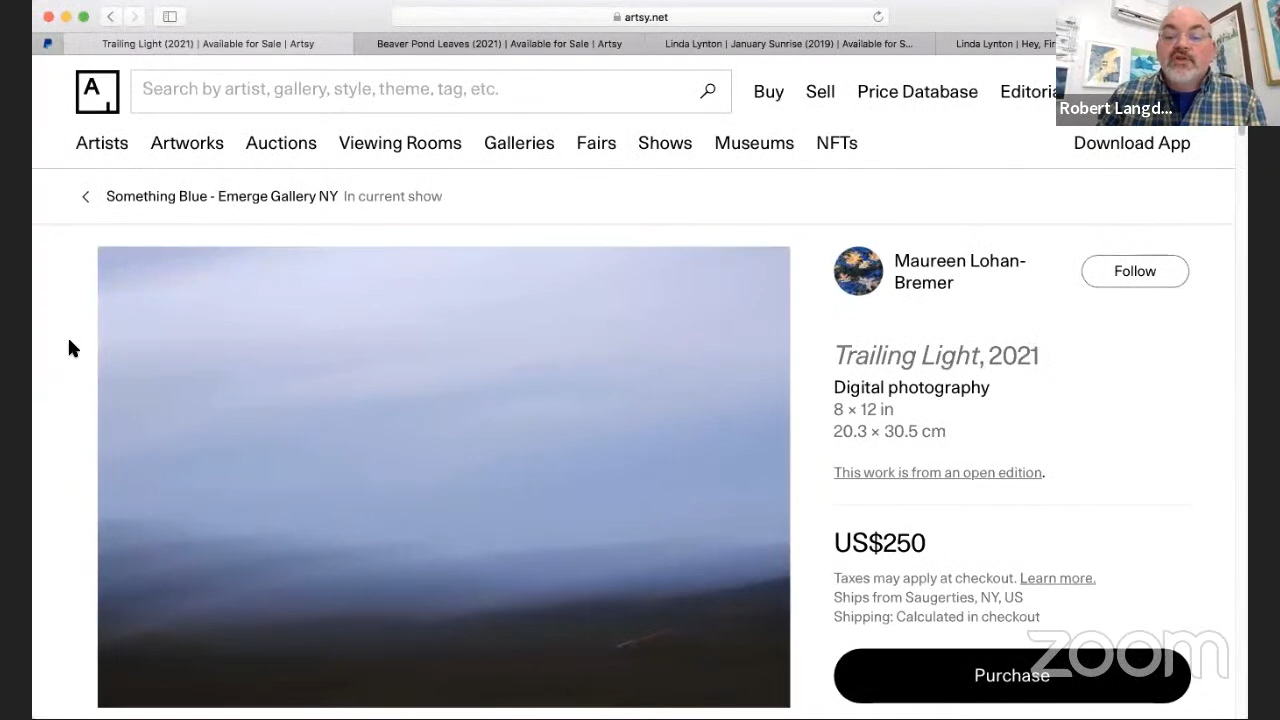 artsy.net
Trailing Light (2021) | Available for Sale | Artsy
Beaver Pond Leaves (2021) | Available for Sale | Artsy
Linda Lynton | January Sunrise (2019) | Available for S...
Linda Lynton | Hey, Fir
A
Search by artist, gallery, style, theme, tag, etc.
Buy
Sell
Price Database
Editoria
Robert Langd...
Artists
Artworks
Auctions
Viewing Rooms
Galleries
Fairs
Shows
Museums
NFTs
Download App
Something Blue - Emerge Gallery NY In current show
Maureen Lohan-
Bremer
Follow
Trailing Light, 2021
Digital photography
8 × 12 in
20.3 × 30.5 cm
This work is from an open edition.
US$250
Taxes may apply at checkout. Learn more.
Ships from Saugerties, NY, US
Shipping: Calculated in checkout
zoom
Purchase